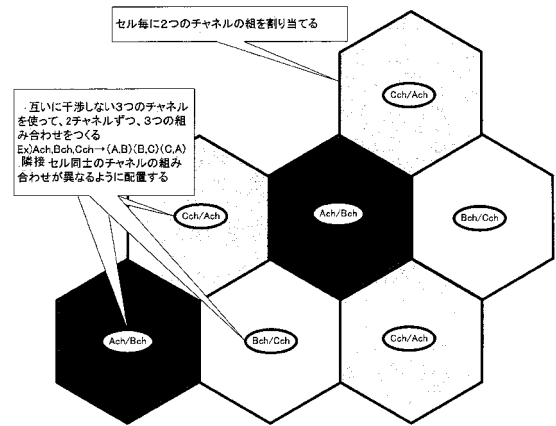 セル毎に2つのチャネルの組を割り当てる
Cch/Ach
・互いに干渉しない3つのチャネル
を使って、2チャネルずつ、3つの組
み合わせをつくる
Ex)Ach,Bch,Cch→(A,B)(B,C)(C,A)
・隣接セル同士のチャネルの組み
合わせが異なるように配置する
Cch/Ach
Ach/Bch
Bch/Cch
Ach/Bch
Bch/Cch
Cch/Ach